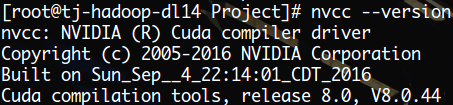 [root@tj-hadoop-dl14 Project]# nvcc --version
nvcc: NVIDIA (R) Cuda compiler driver
Copyright (c) 2005-2016 NVIDIA Corporation
Built on Sun_Sep__4_22:14:01_CDT_2016
Cuda compilation tools, release 8.0, V8.0.44